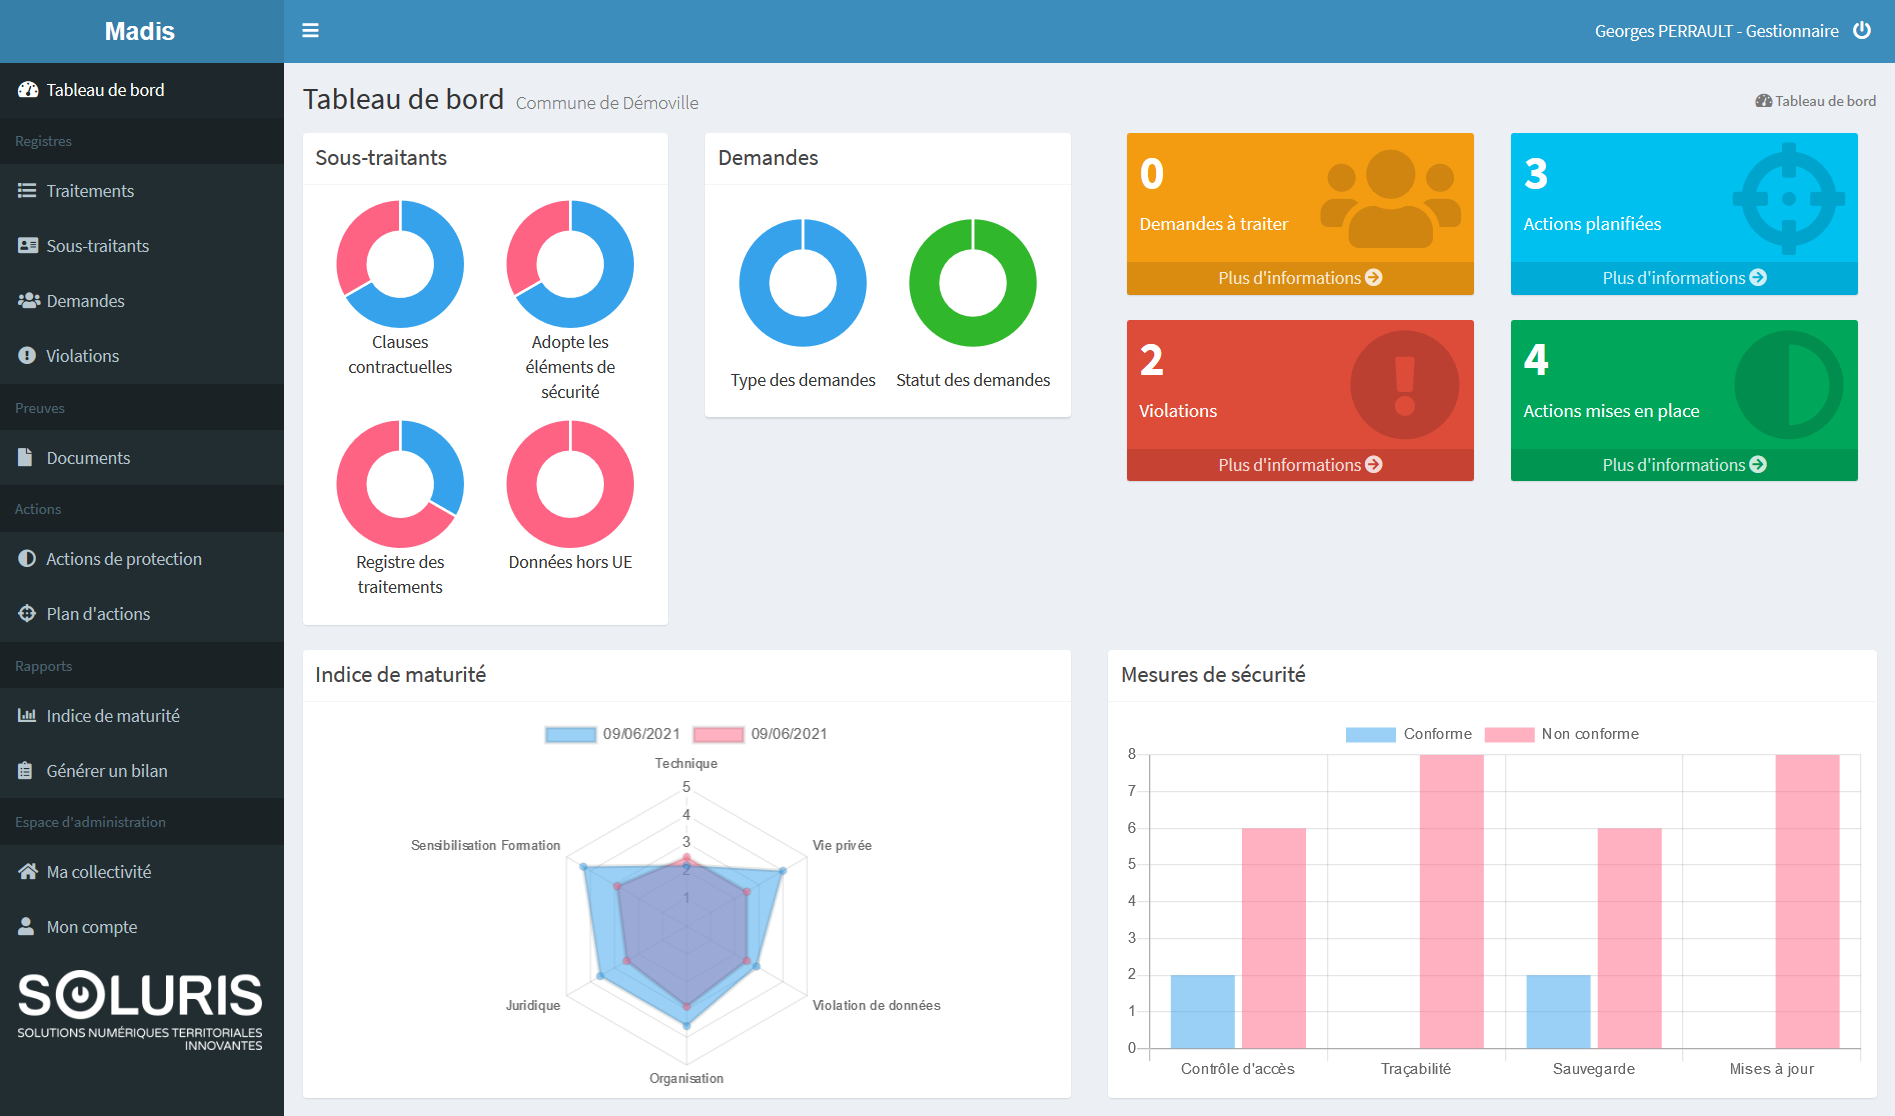 Madis
Georges PERRAULT - Gestionnaire
Tableau de bord
Registres
Traitements
Sous-traitants
Demandes
Violations
Preuves
Documents
Actions
Actions de protection
Plan d'actions
Rapports
Indice de maturité
Générer un bilan
Espace d'administration
Ma collectivité
Mon compte
SOLURIS
SOLUTIONS NUMÉRIQUES TERRITORIALES
INNOVANTES
Tableau de bord Commune de Démoville
Tableau de bord
Sous-traitants
Clauses
contractuelles
Adopte les
éléments de
sécurité
Registre des
traitements
Données hors UE
Demandes
Type des demandes
Statut des demandes
0
Demandes à traiter
Plus d'informations
3
Actions planifiées
Plus d'informations
2
Violations
Plus d'informations
4
Actions mises en place
Plus d'informations
Indice de maturité
09/06/2021 09/06/2021
Technique
5
4
3
2
1
Sensibilisation Formation
Vie privée
Juridique
Violation de données
Organisation
Mesures de sécurité
Conforme Non conforme
8
7
6
5
4
3
2
1
0
Contrôle d'accès Traçabilité Sauvegarde Mises à jour